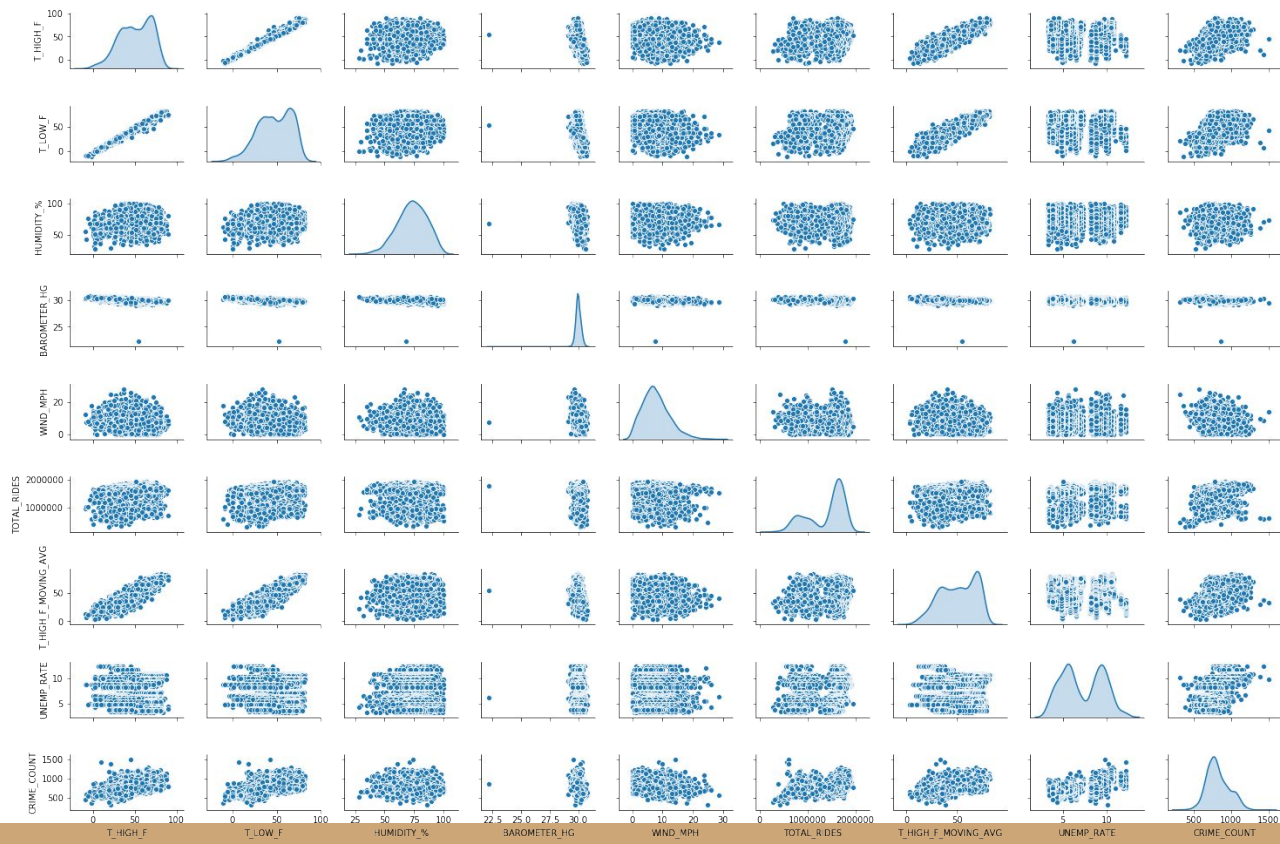 T_HIGH_F
100
50
0
T_LOW_F
50
0
HUMIDITY_%
100
50
BAROMETER_HG
30
25
WIND_MPH
20
0
TOTAL_RIDES
2000000
1000000
T_HIGH_F_MOVING_AVG
50
0
UNEMP_RATE
10
5
CRIME_COUNT
1500
1000
500
0 50 100 0 50 100 25 50 75 100 22.5 25.0 27.5 30.0 0 10 20 30 0 1000000 2000000 0 50 5 10 500 1000 1500
T_HIGH_F T_LOW_F HUMIDITY_% BAROMETER_HG WIND_MPH TOTAL_RIDES T_HIGH_F_MOVING_AVG UNEMP_RATE CRIME_COUNT